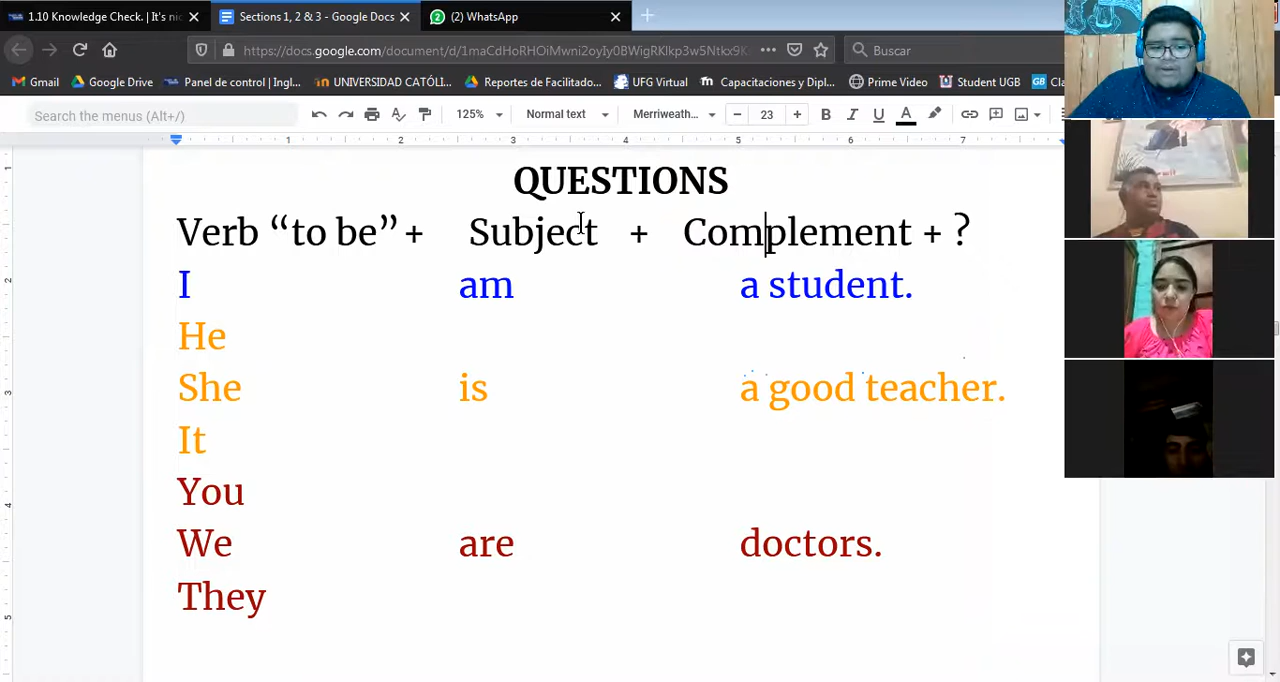 1.10 Knowledge Check. | It's nic
Sections 1, 2 & 3 - Google Docs
(2) WhatsApp
https://docs.google.com/document/d/1maCdHoRHOiMwni2oyIy0BWigRKlkp3w5Ntkx9K
Buscar
Gmail
Google Drive
Panel de control | Ingl...
UNIVERSIDAD CATÓLI...
Reportes de Facilitado...
UFG Virtual
Capacitaciones y Dipl...
Prime Video
Student UGB
Cla
Search the menus (Alt+/)
125%
Normal text
Merriweath...
23
QUESTIONS
Verb “to be” + Subject + Complement + ?
I am a student.
He
She is a good teacher.
It
You
We are doctors.
They